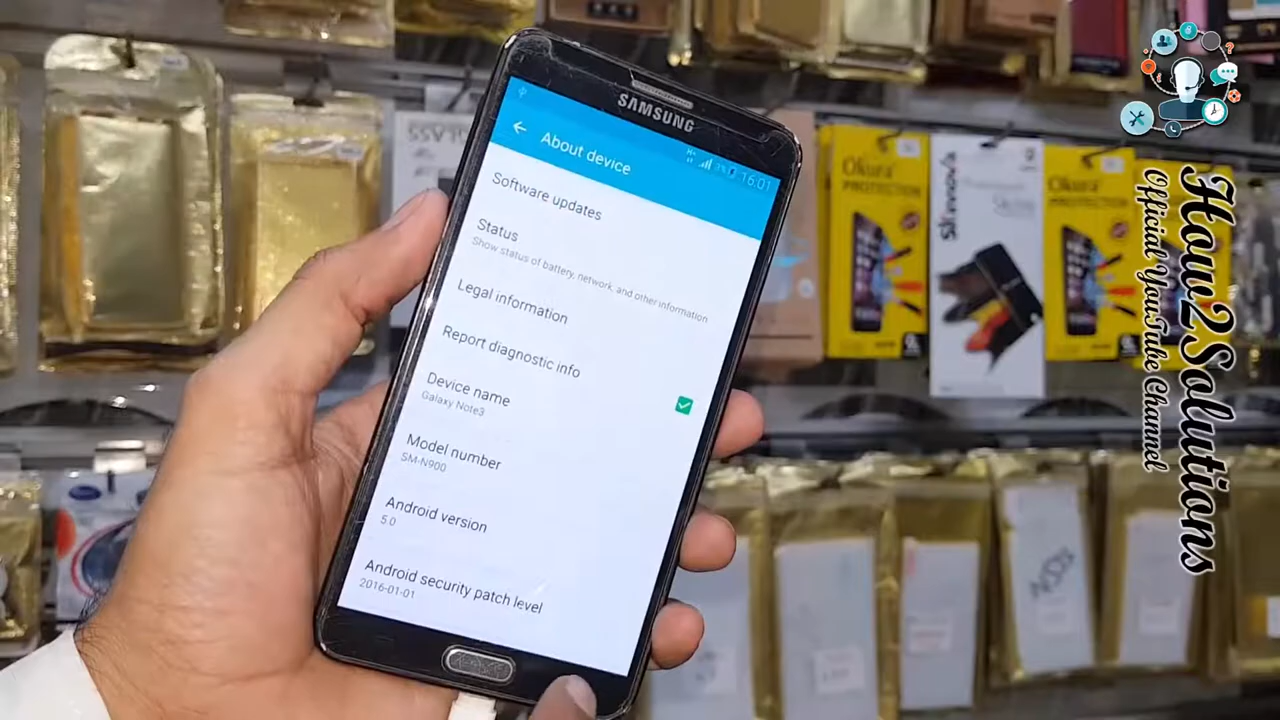 SAMSUNG
H+
16:01
About device
Software updates
Status
Show status of battery, network, and other information
Legal information
Report diagnostic info
Device name
Galaxy Note3
Model number
SM-N900
Android version
5.0
Android security patch level
2016-01-01
Okura
PROTECTION
Okura
PROTECTION
How2Solutions
Official YouTube Channel